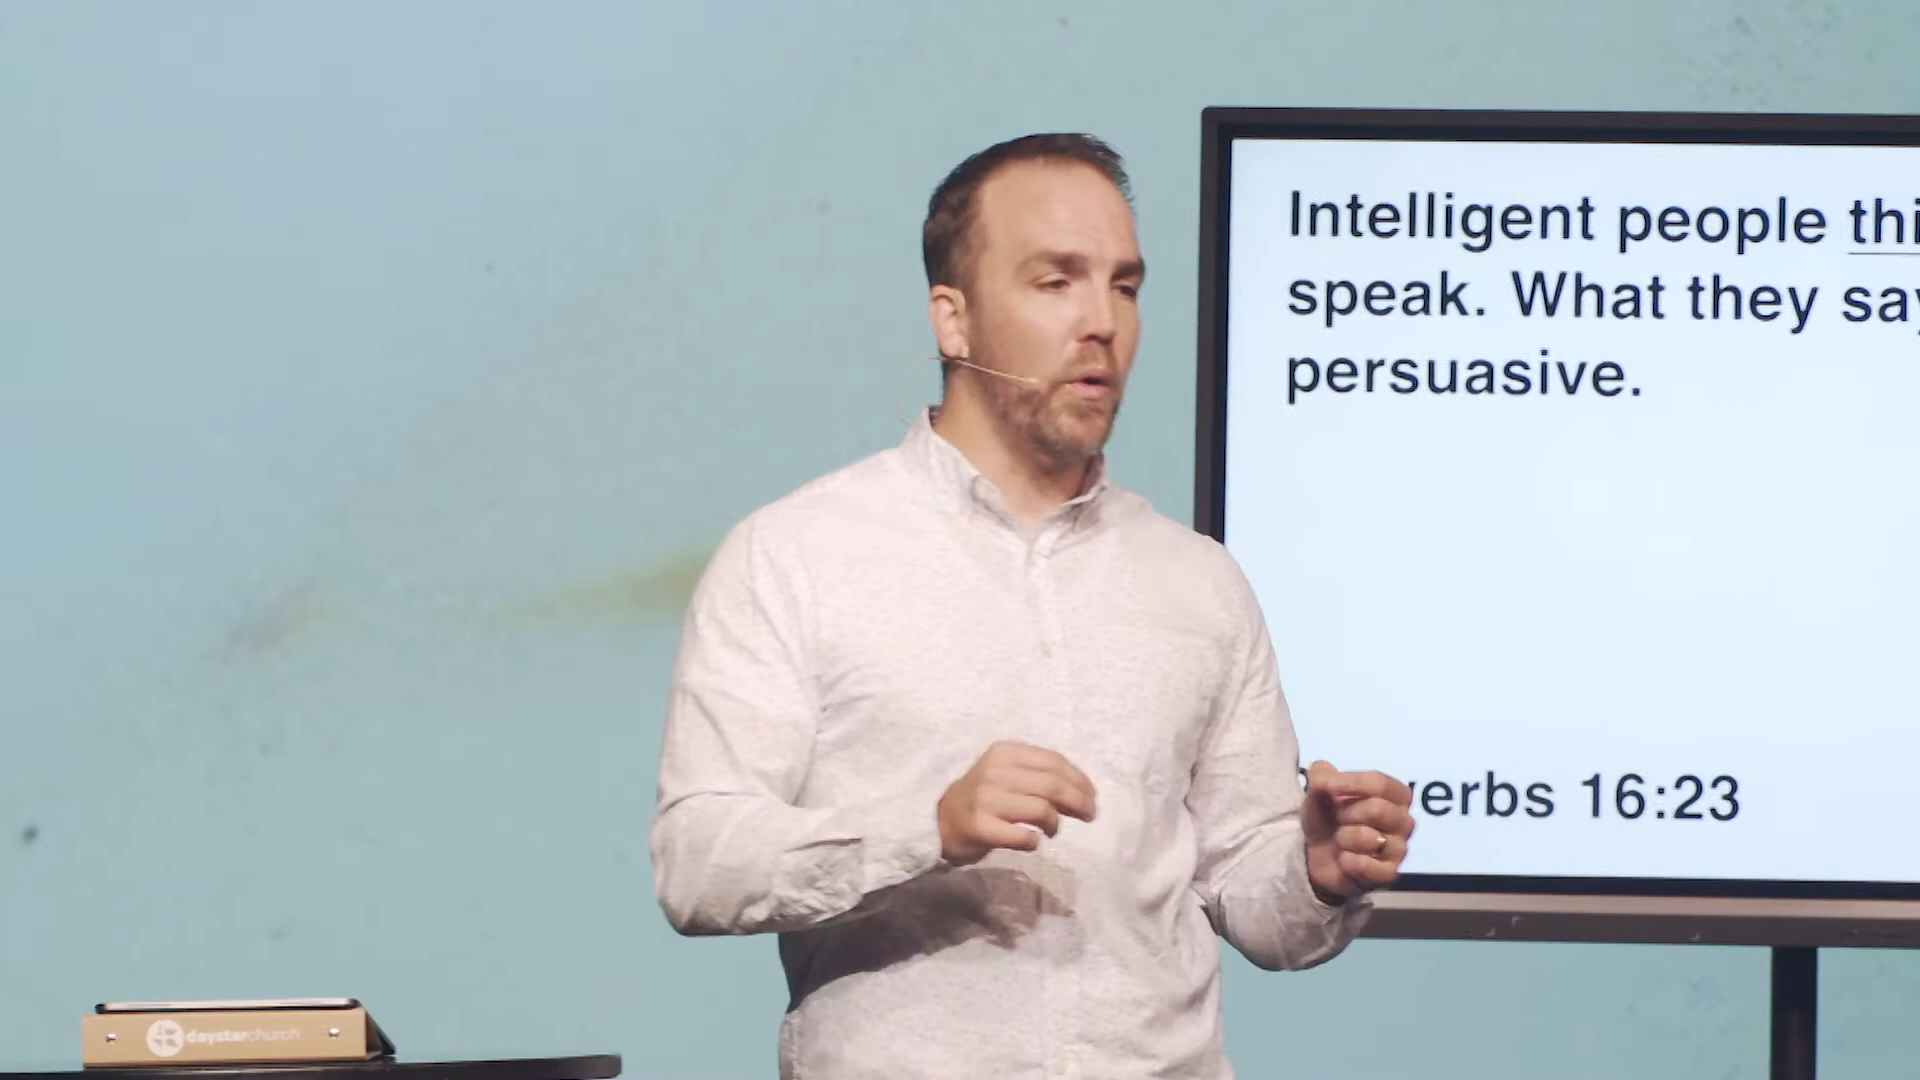 Intelligent people thi
speak. What they say
persuasive.
verbs 16:23
daystarchurch